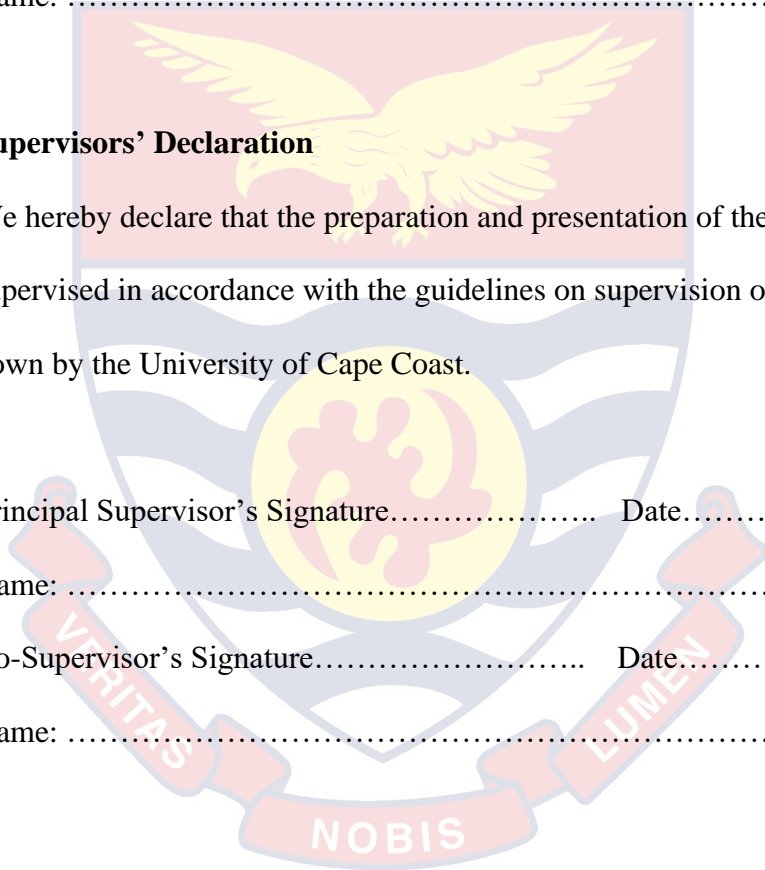 ame: ……………………………………………………………………
upervisors’ Declaration
e hereby declare that the preparation and presentation of the
pervised in accordance with the guidelines on supervision o
own by the University of Cape Coast.
rincipal Supervisor’s Signature……………….. Date………
ame: ……………………………………………………………………
o-Supervisor’s Signature…………………….. Date………
ame: ……………………………………………………………………
VERITAS NOBIS LUMEN